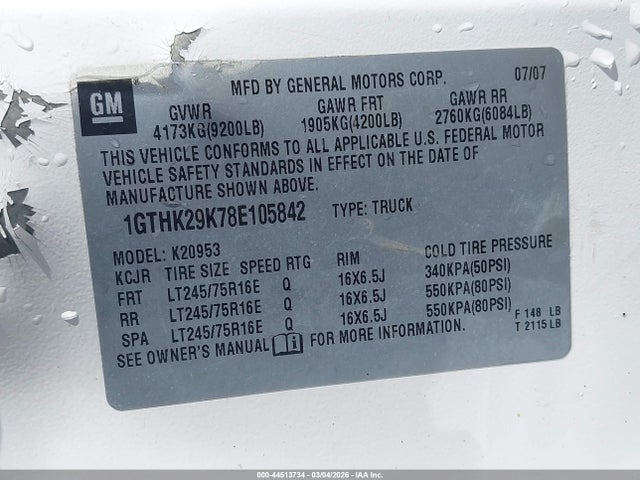 GM
MFD BY GENERAL MOTORS CORP. 07/07
GVWR GAWR FRT GAWR RR
4173KG(9200LB) 1905KG(4200LB) 2760KG(6084LB)
THIS VEHICLE CONFORMS TO ALL APPLICABLE U.S. FEDERAL MOTOR
VEHICLE SAFETY STANDARDS IN EFFECT ON THE DATE OF
MANUFACTURE SHOWN ABOVE.
1GTHK29K78E105842 TYPE: TRUCK
MODEL: K20953
KCJR TIRE SIZE SPEED RTG RIM COLD TIRE PRESSURE
FRT LT245/75R16E Q 16X6.5J 340KPA(50PSI)
RR LT245/75R16E Q 16X6.5J 550KPA(80PSI)
SPA LT245/75R16E Q 16X6.5J 550KPA(80PSI)
F 148 LB
T 2115LB
SEE OWNER'S MANUAL FOR MORE INFORMATION.
000-44513734 - 03/04/2026 - IAA Inc.